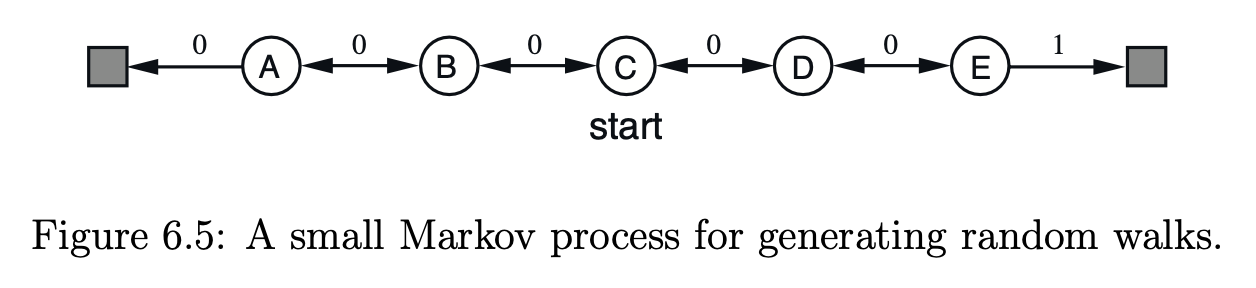 0 0 0 0 0 1
A B C D E
start
Figure 6.5: A small Markov process for generating random walks.